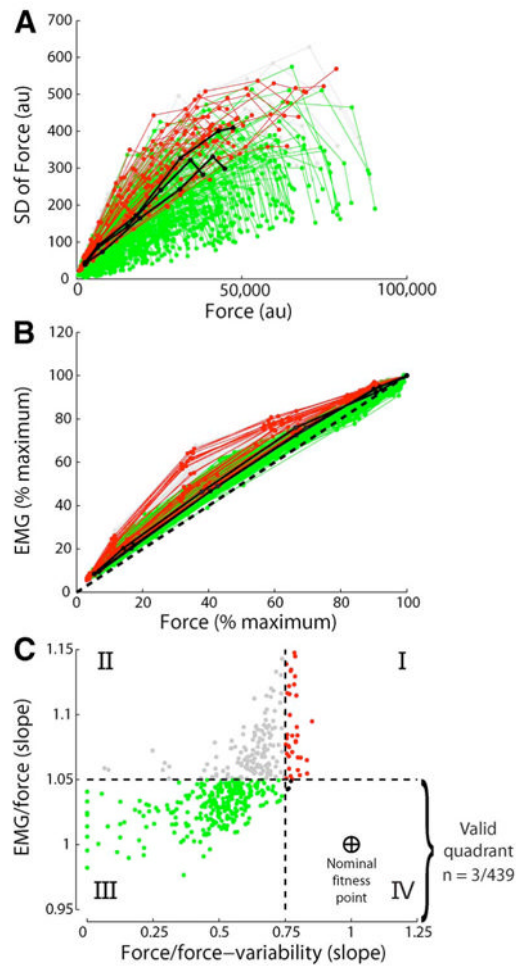 A
700
600
500
400
300
200
100
0
SD of Force (au)
0
50,000
100,000
Force (au)
B
120
100
80
60
40
20
0
EMG (% maximum)
20
40
60
80
100
Force (% maximum)
C
1.15
1.1
1.05
1
0.95
EMG/force (slope)
II
I
III
IV
Nominal
fitness
point
Valid
quadrant
n = 3/439
0
0.25
0.5
0.75
1
1.25
Force/force−variability (slope)